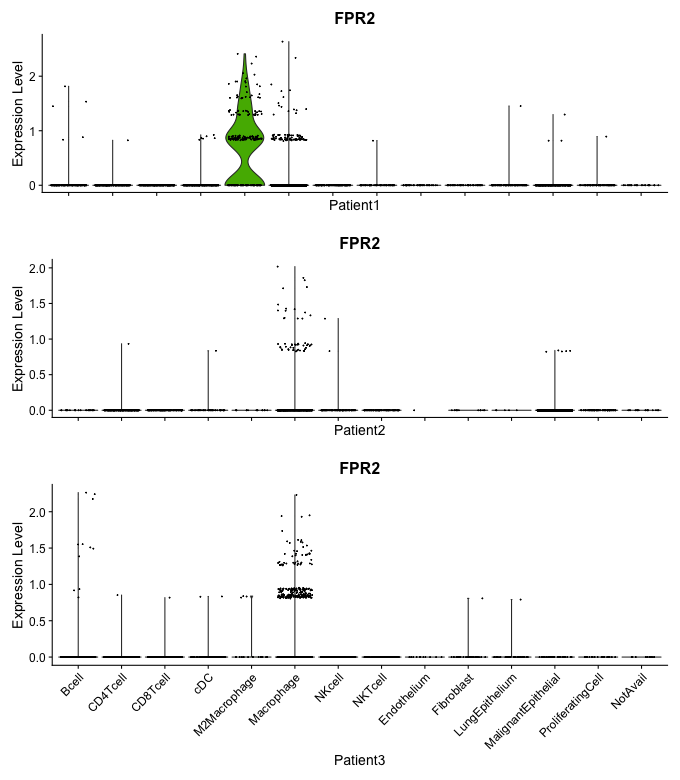 FPR2
Expression Level
2
1
0
Patient1
FPR2
Expression Level
2.0
1.5
1.0
0.5
0.0
Patient2
FPR2
Expression Level
2.0
1.5
1.0
0.5
0.0
Bcell
CD4Tcell
CD8Tcell
cDC
M2Macrophage
Macrophage
NKcell
NKTcell
Endothelium
Fibroblast
LungEpithelium
MalignantEpithelial
ProliferatingCell
NotAvail
Patient3